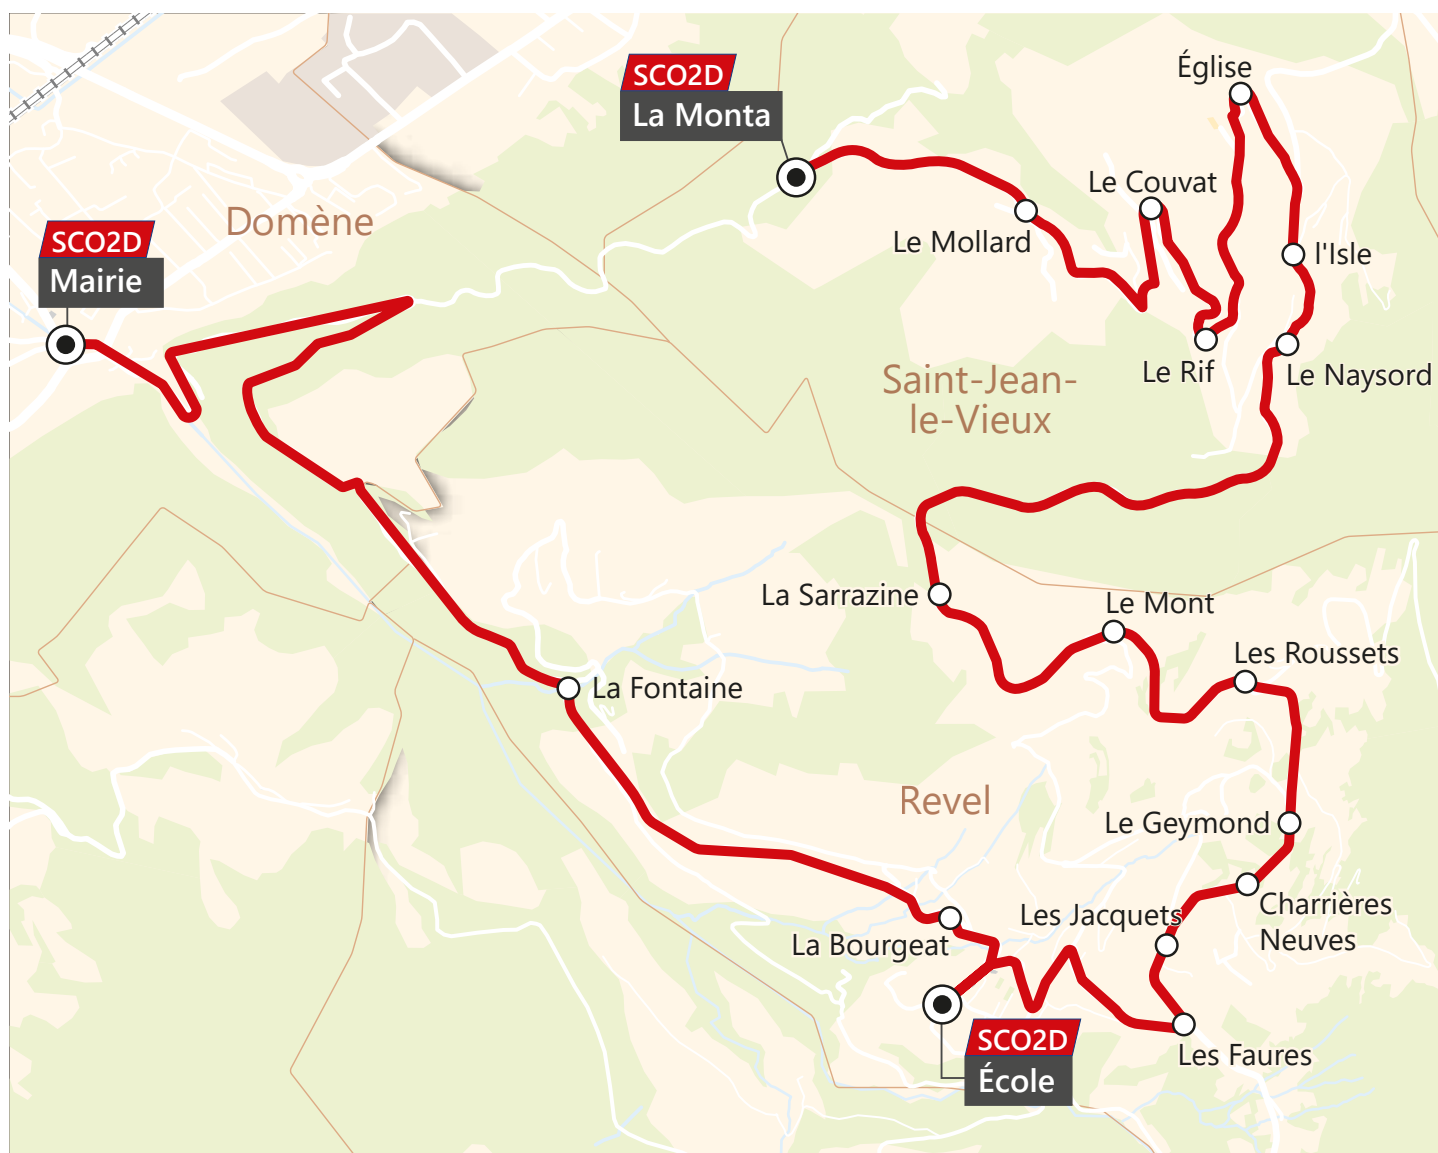 Église
SCO2D
La Monta
Le Couvat
Domène
SCO2D
Mairie
Le Mollard
l'Isle
Le Rif
Le Naysord
Saint-Jean-
le-Vieux
La Sarrazine
Le Mont
Les Roussets
La Fontaine
Revel
Le Geymond
Les Jacquets
Charrières
Neuves
La Bourgeat
SCO2D
École
Les Faures